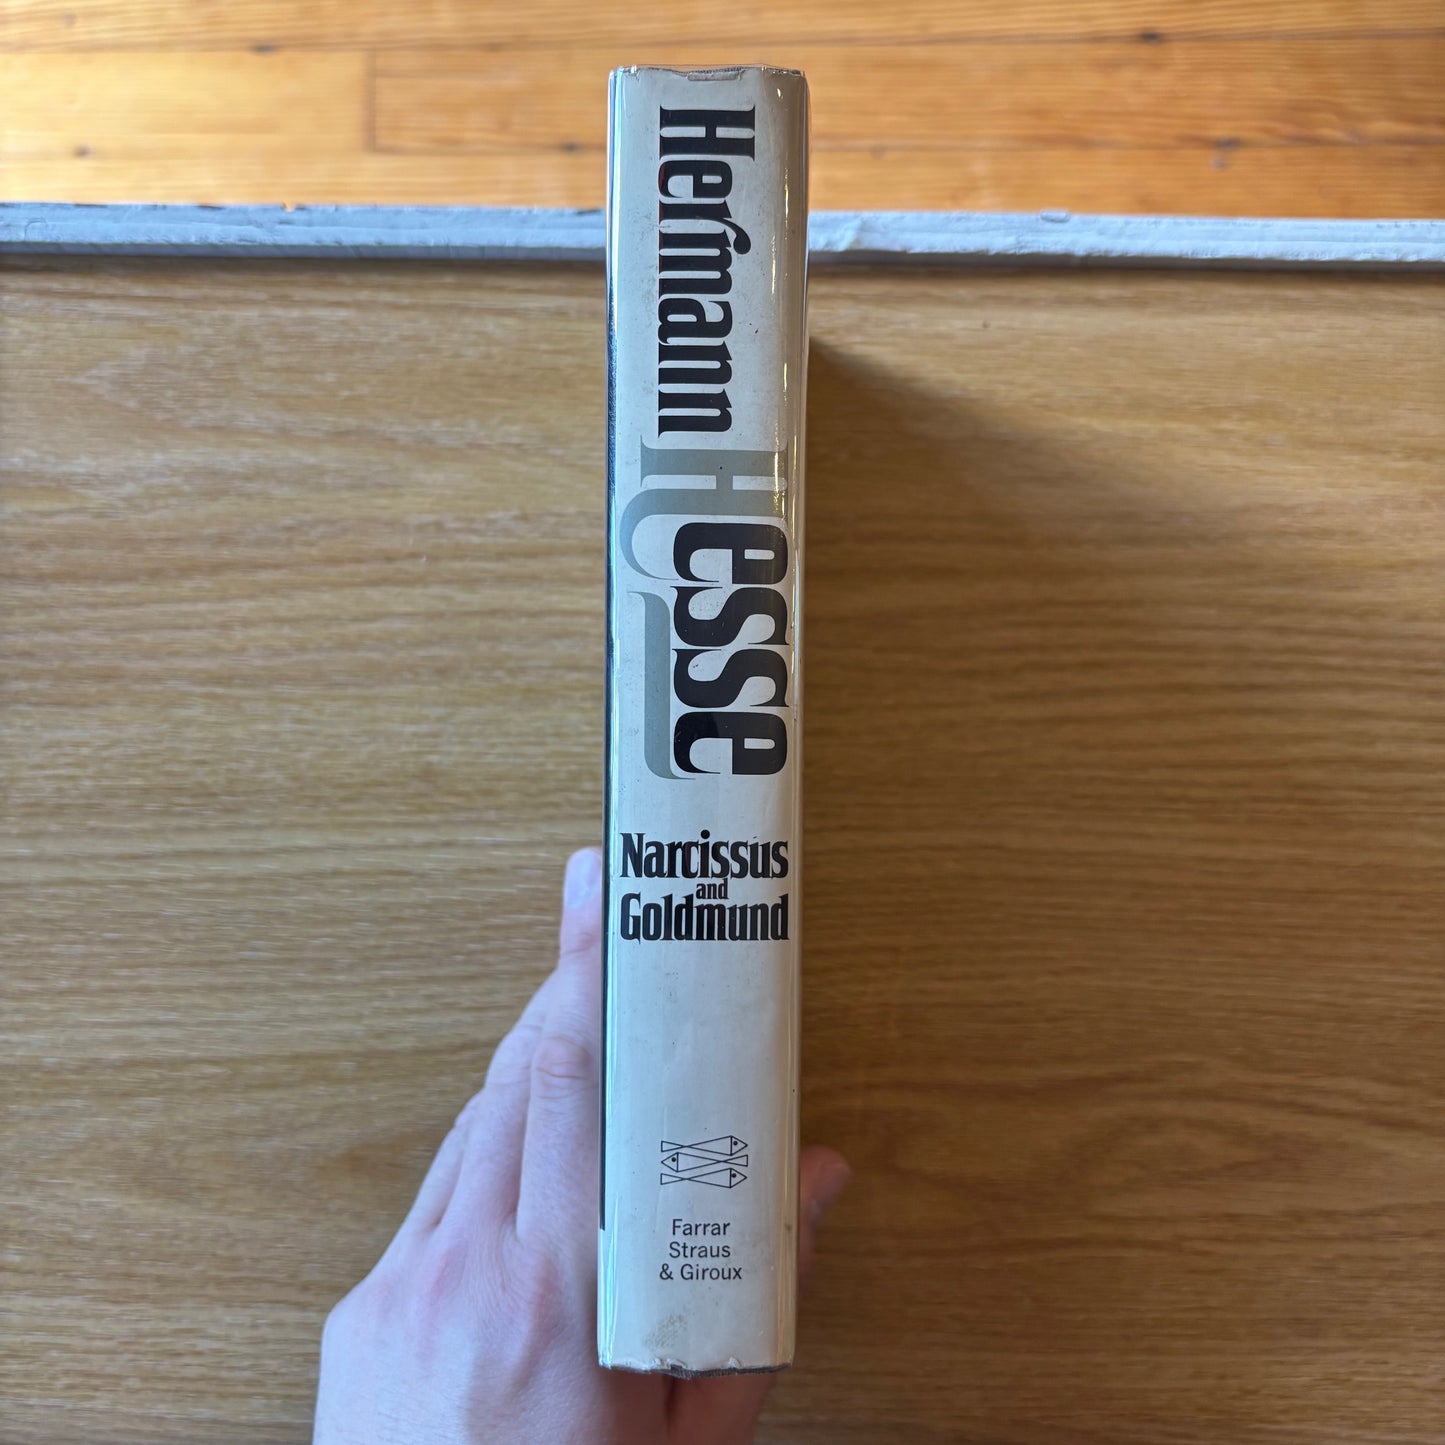 Hermann
Hesse
Narcissus
and
Goldmund
Farrar
Straus
& Giroux